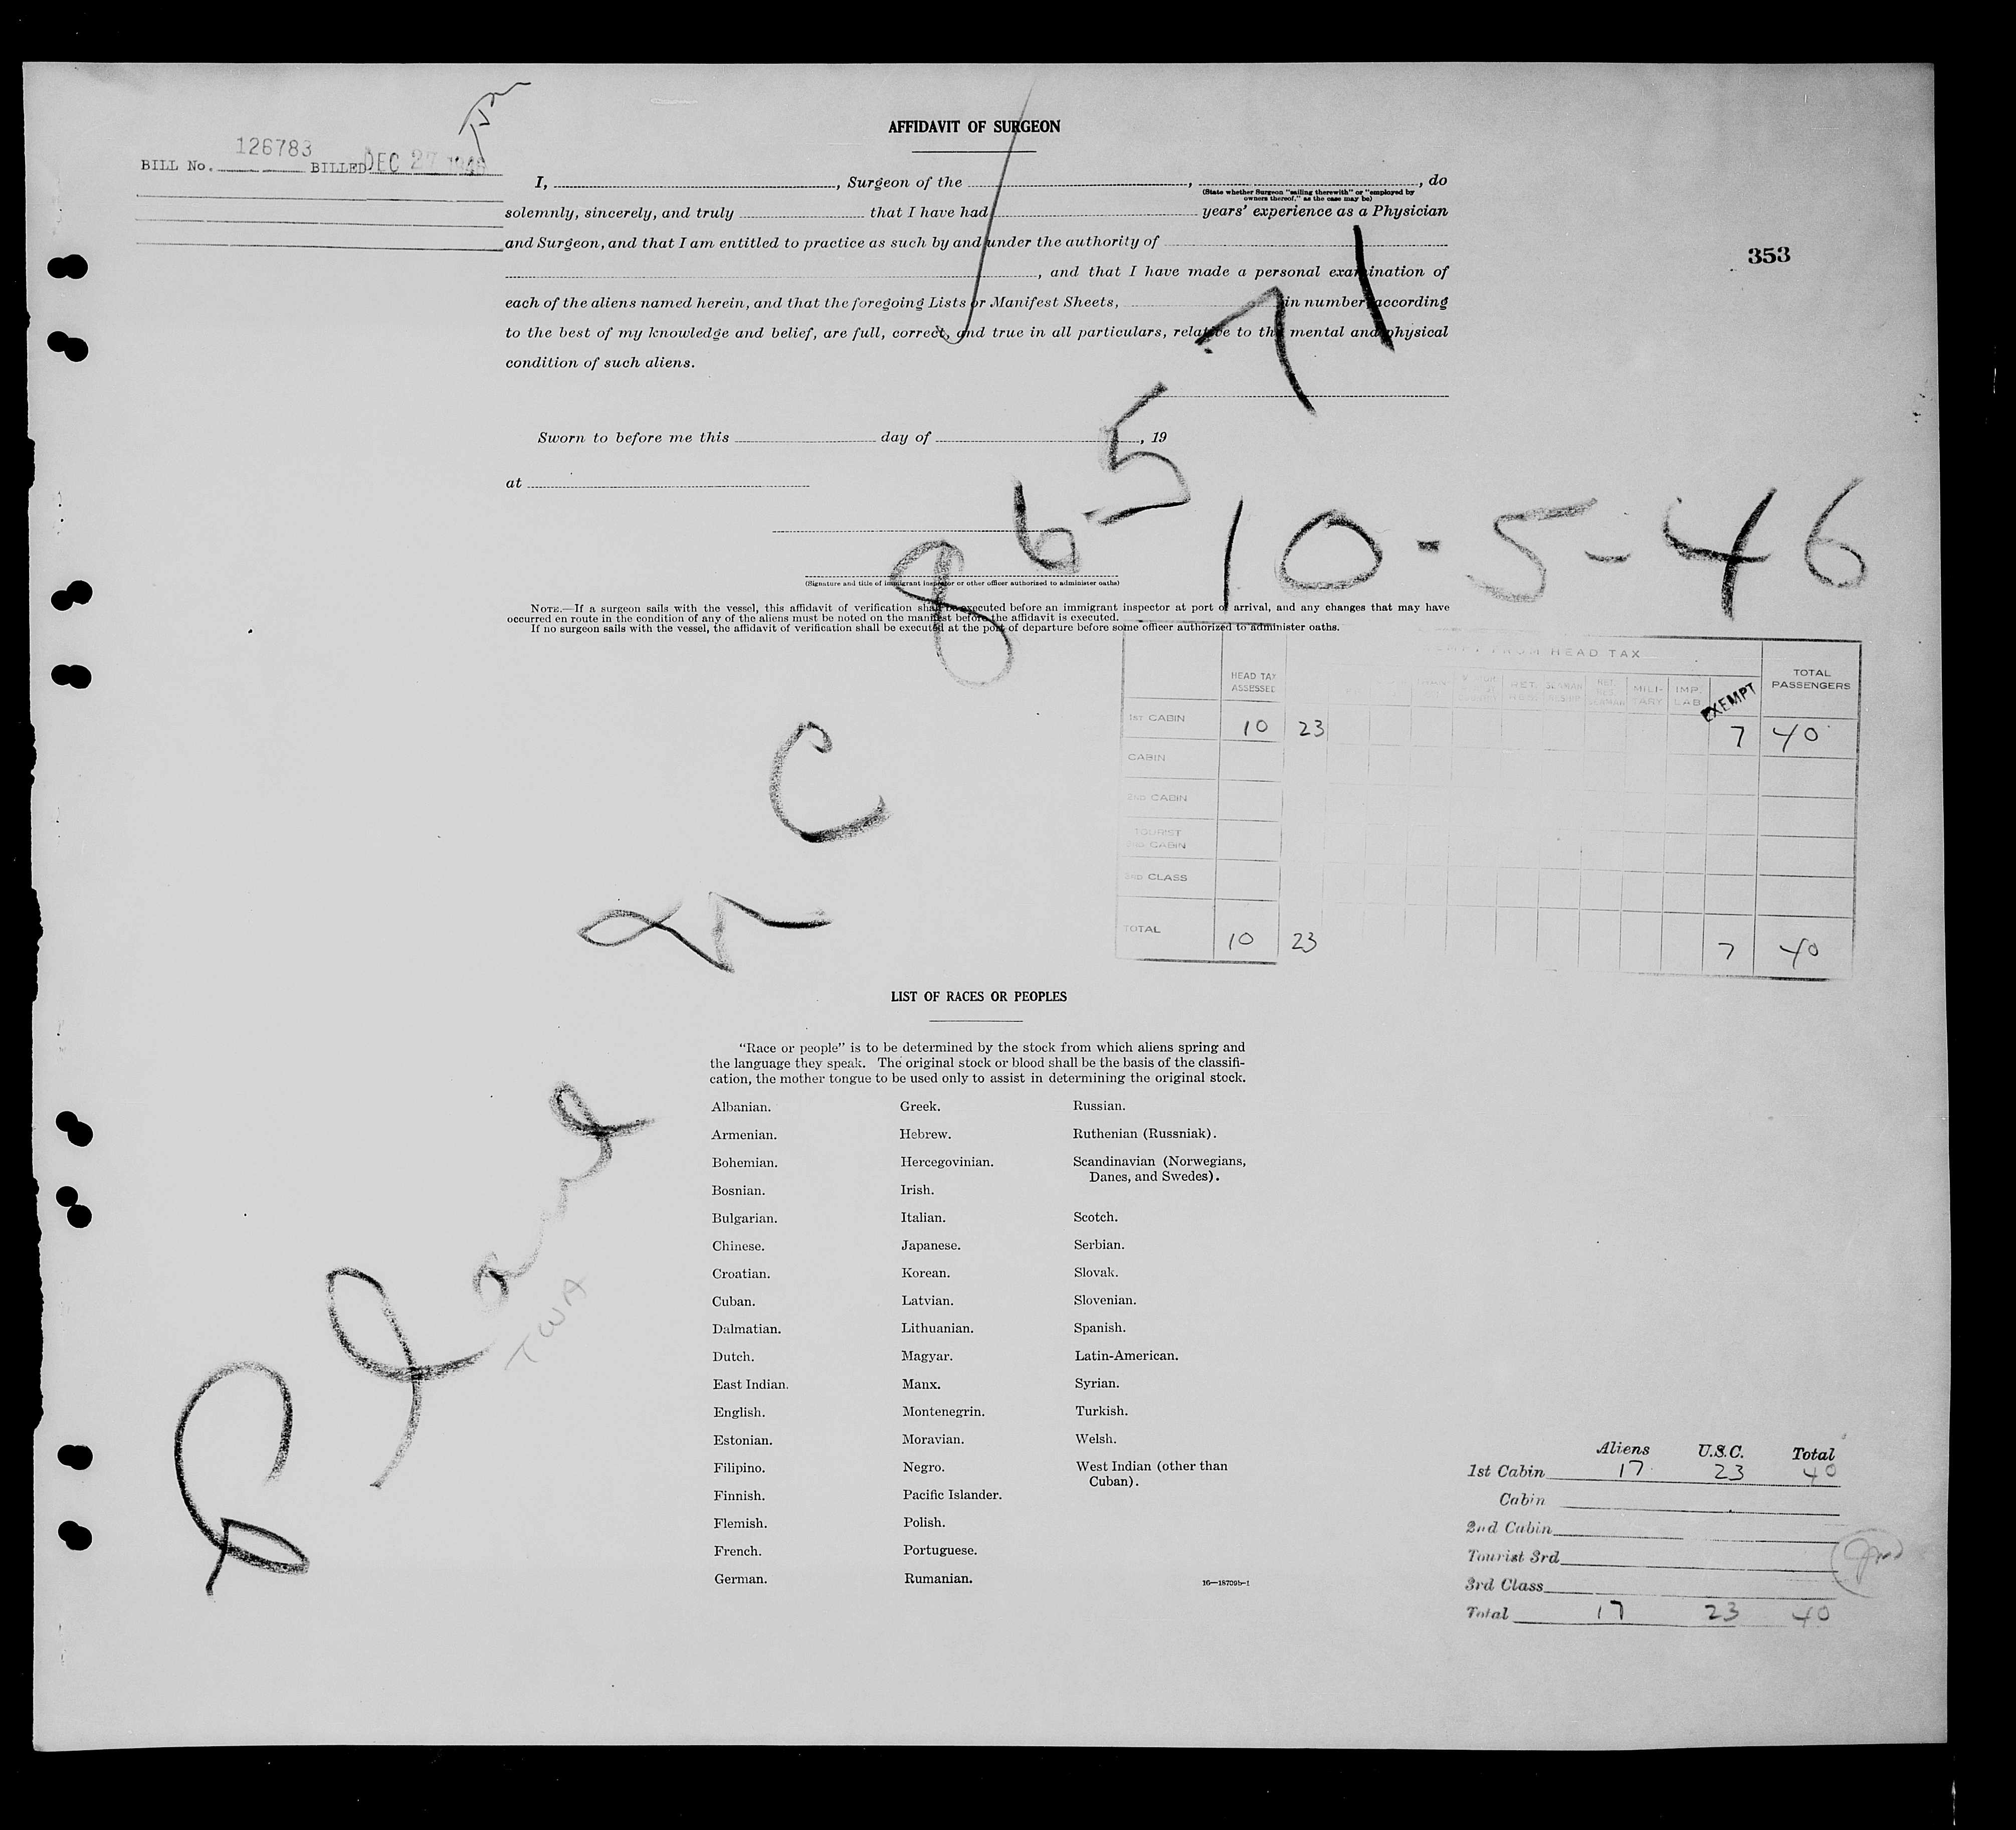 AFFIDAVIT OF SURGEON
126783
BILL No. BILLED DEC 27 1946
I, , Surgeon of the , , do
(State whether Surgeon "sailing therewith" or "employed by
owners thereof," as the case may be)
solemnly, sincerely, and truly that I have had years' experience as a Physician
and Surgeon, and that I am entitled to practice as such by and under the authority of
, and that I have made a personal examination of
353
each of the aliens named herein, and that the foregoing Lists or Manifest Sheets, in number according
to the best of my knowledge and belief, are full, correct, and true in all particulars, relative to the mental and physical
condition of such aliens.
Sworn to before me this day of , 19
at
(Signature and title of immigrant inspector or other officer authorized to administer oaths)
NOTE.—If a surgeon sails with the vessel, this affidavit of verification shall be executed before an immigrant inspector at port of arrival, and any changes that may have
occurred en route in the condition of any of the aliens must be noted on the manifest before the affidavit is executed.
If no surgeon sails with the vessel, the affidavit of verification shall be executed at the port of departure before some officer authorized to administer oaths.
Plane
C
86571
10-5-46
TWA
EXEMPT FROM HEAD TAX
HEAD TAX
ASSESSED
MILI-
TARY
IMP.
LAB.
EXEMPT
TOTAL
PASSENGERS
1ST CABIN 10 23 7 40
CABIN
2ND CABIN
TOURIST
3RD CABIN
3RD CLASS
TOTAL 10 23 7 40
LIST OF RACES OR PEOPLES
"Race or people" is to be determined by the stock from which aliens spring and
the language they speak. The original stock or blood shall be the basis of the classifi-
cation, the mother tongue to be used only to assist in determining the original stock.
Albanian.
Armenian.
Bohemian.
Bosnian.
Bulgarian.
Chinese.
Croatian.
Cuban.
Dalmatian.
Dutch.
East Indian.
English.
Estonian.
Filipino.
Finnish.
Flemish.
French.
German.
Greek.
Hebrew.
Hercegovinian.
Irish.
Italian.
Japanese.
Korean.
Latvian.
Lithuanian.
Magyar.
Manx.
Montenegrin.
Moravian.
Negro.
Pacific Islander.
Polish.
Portuguese.
Rumanian.
Russian.
Ruthenian (Russniak).
Scandinavian (Norwegians,
Danes, and Swedes).
Scotch.
Serbian.
Slovak.
Slovenian.
Spanish.
Latin-American.
Syrian.
Turkish.
Welsh.
West Indian (other than
Cuban).
16—18709b-1
Aliens U.S.C. Total
1st Cabin 17 23 40
Cabin
2nd Cabin
Tourist 3rd
3rd Class
Total 17 23 40